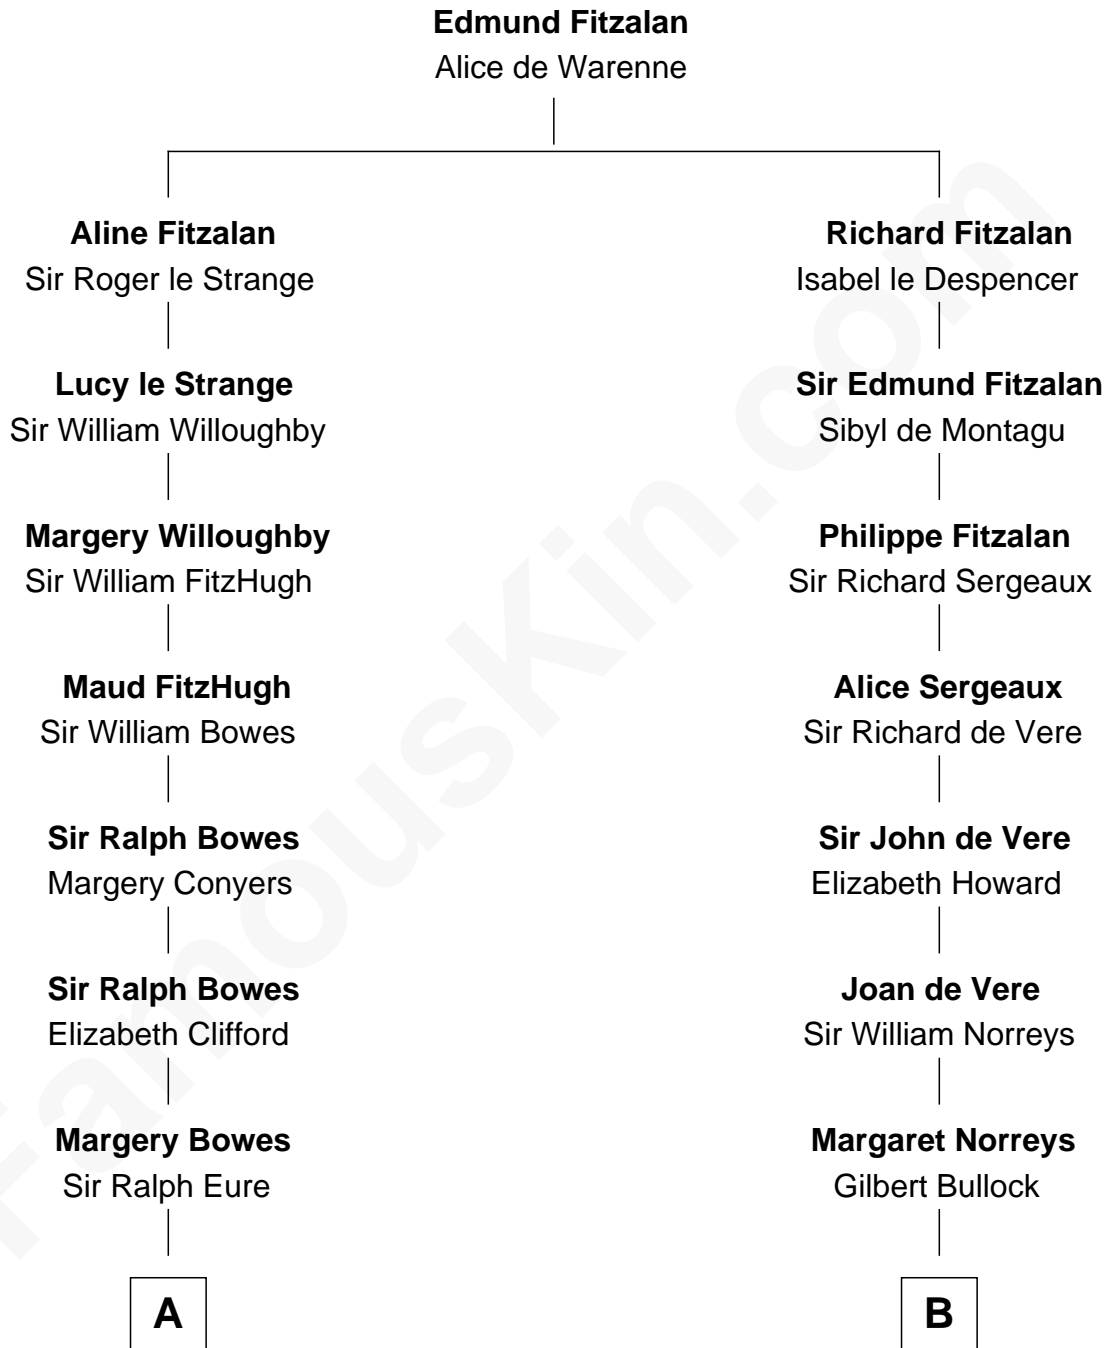 Edmund Fitzalan
Alice de Warenne
Aline Fitzalan
Sir Roger le Strange
Richard Fitzalan
Isabel le Despencer
Lucy le Strange
Sir William Willoughby
Sir Edmund Fitzalan
Sibyl de Montagu
Margery Willoughby
Sir William FitzHugh
Philippe Fitzalan
Sir Richard Sergeaux
Maud FitzHugh
Sir William Bowes
Alice Sergeaux
Sir Richard de Vere
Sir Ralph Bowes
Margery Conyers
Sir John de Vere
Elizabeth Howard
Sir Ralph Bowes
Elizabeth Clifford
Joan de Vere
Sir William Norreys
Margery Bowes
Sir Ralph Eure
Margaret Norreys
Gilbert Bullock
A
B
FamousKin.com